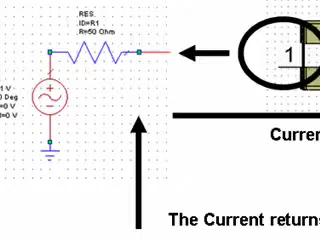 RES
ID=R1
R=50 Ohm
1 V
0 Deg
=0 V
=0 V
1
Curren
The Current returns